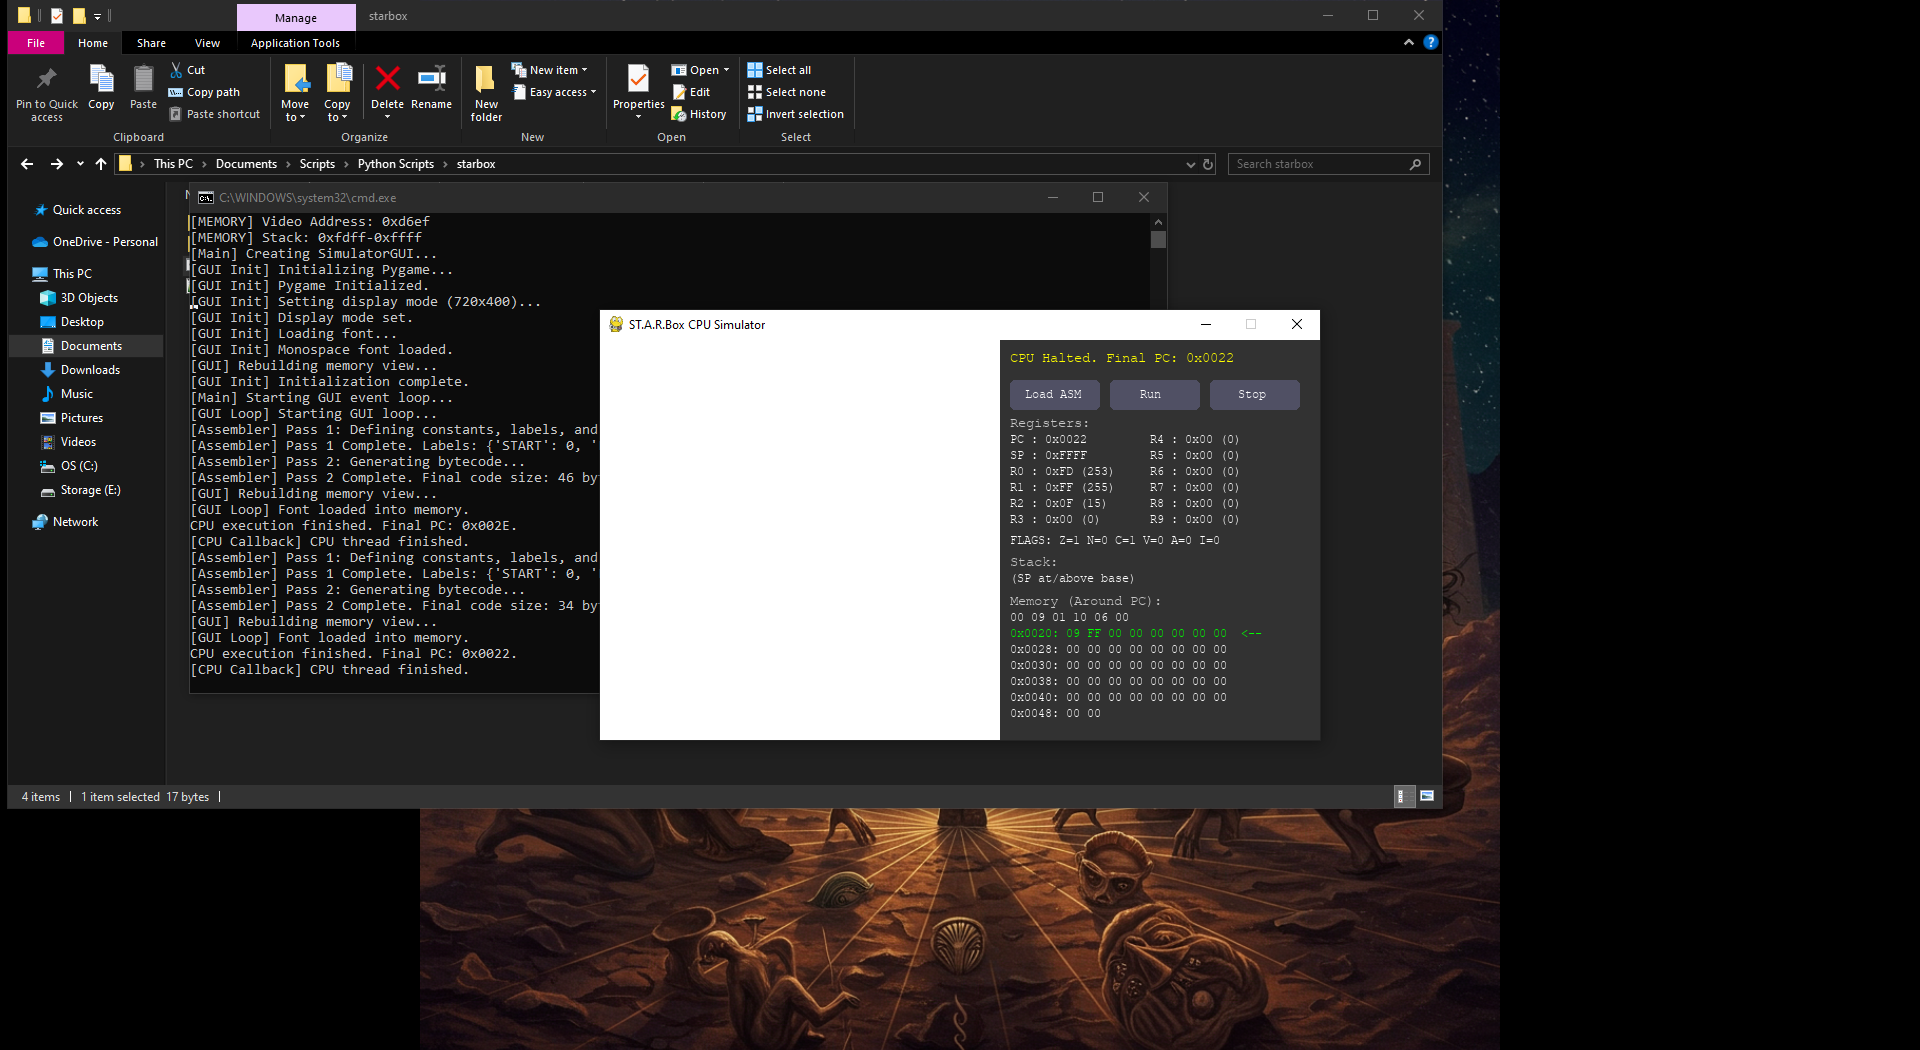 Manage
starbox
File
Home
Share
View
Application Tools
Pin to Quick access
Copy
Paste
Cut
Copy path
Paste shortcut
Clipboard
Move to
Copy to
Delete
Rename
Organize
New folder
New item
Easy access
New
Properties
Open
Edit
History
Open
Select all
Select none
Invert selection
Select
This PC > Documents > Scripts > Python Scripts > starbox
Search starbox
Quick access
OneDrive - Personal
This PC
3D Objects
Desktop
Documents
Downloads
Music
Pictures
Videos
OS (C:)
Storage (E:)
Network
C:\WINDOWS\system32\cmd.exe
[MEMORY] Video Address: 0xd6ef
[MEMORY] Stack: 0xfdff-0xffff
[Main] Creating SimulatorGUI...
[GUI Init] Initializing Pygame...
[GUI Init] Pygame Initialized.
[GUI Init] Setting display mode (720x400)...
[GUI Init] Display mode set.
[GUI Init] Loading font...
[GUI Init] Monospace font loaded.
[GUI] Rebuilding memory view...
[GUI Init] Initialization complete.
[Main] Starting GUI event loop...
[GUI Loop] Starting GUI loop...
[Assembler] Pass 1: Defining constants, labels, and
[Assembler] Pass 1 Complete. Labels: {'START': 0, '
[Assembler] Pass 2: Generating bytecode...
[Assembler] Pass 2 Complete. Final code size: 46 by
[GUI] Rebuilding memory view...
[GUI Loop] Font loaded into memory.
CPU execution finished. Final PC: 0x002E.
[CPU Callback] CPU thread finished.
[Assembler] Pass 1: Defining constants, labels, and
[Assembler] Pass 1 Complete. Labels: {'START': 0, '
[Assembler] Pass 2: Generating bytecode...
[Assembler] Pass 2 Complete. Final code size: 34 by
[GUI] Rebuilding memory view...
[GUI Loop] Font loaded into memory.
CPU execution finished. Final PC: 0x0022.
[CPU Callback] CPU thread finished.
ST.A.R.Box CPU Simulator
CPU Halted. Final PC: 0x0022
Load ASM
Run
Stop
Registers:
PC : 0x0022 R4 : 0x00 (0)
SP : 0xFFFF R5 : 0x00 (0)
R0 : 0xFD (253) R6 : 0x00 (0)
R1 : 0xFF (255) R7 : 0x00 (0)
R2 : 0x0F (15) R8 : 0x00 (0)
R3 : 0x00 (0) R9 : 0x00 (0)
FLAGS: Z=1 N=0 C=1 V=0 A=0 I=0
Stack:
(SP at/above base)
Memory (Around PC):
00 09 01 10 06 00
0x0020: 09 FF 00 00 00 00 00 00 <--
0x0028: 00 00 00 00 00 00 00 00
0x0030: 00 00 00 00 00 00 00 00
0x0038: 00 00 00 00 00 00 00 00
0x0040: 00 00 00 00 00 00 00 00
0x0048: 00 00
4 items
1 item selected 17 bytes